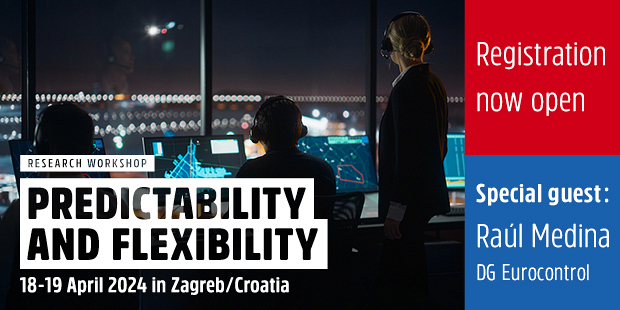 RESEARCH WORKSHOP
PREDICTABILITY
AND FLEXIBILITY
18-19 April 2024 in Zagreb/Croatia
Registration
now open
Special guest:
Raúl Medina
DG Eurocontrol